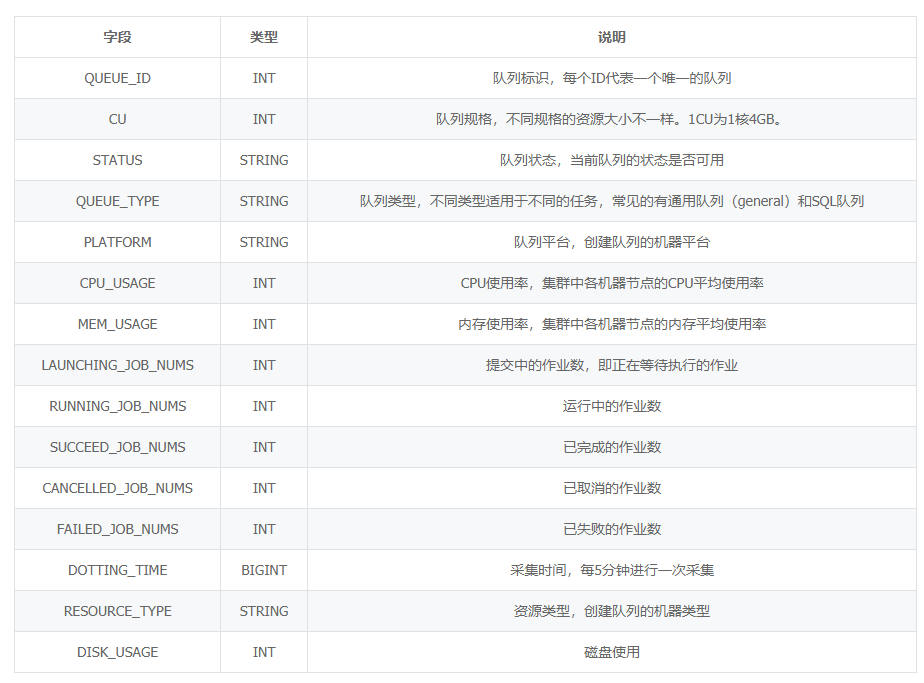 字段 类型 说明
QUEUE_ID INT 队列标识，每个ID代表一个唯一的队列
CU INT 队列规格，不同规格的资源大小不一样。1CU为1核4GB。
STATUS STRING 队列状态，当前队列的状态是否可用
QUEUE_TYPE STRING 队列类型，不同类型适用于不同的任务，常见的有通用队列（general）和SQL队列
PLATFORM STRING 队列平台，创建队列的机器平台
CPU_USAGE INT CPU使用率，集群中各机器节点的CPU平均使用率
MEM_USAGE INT 内存使用率，集群中各机器节点的内存平均使用率
LAUNCHING_JOB_NUMS INT 提交中的作业数，即正在等待执行的作业
RUNNING_JOB_NUMS INT 运行中的作业数
SUCCEED_JOB_NUMS INT 已完成的作业数
CANCELLED_JOB_NUMS INT 已取消的作业数
FAILED_JOB_NUMS INT 已失败的作业数
DOTTING_TIME BIGINT 采集时间，每5分钟进行一次采集
RESOURCE_TYPE STRING 资源类型，创建队列的机器类型
DISK_USAGE INT 磁盘使用